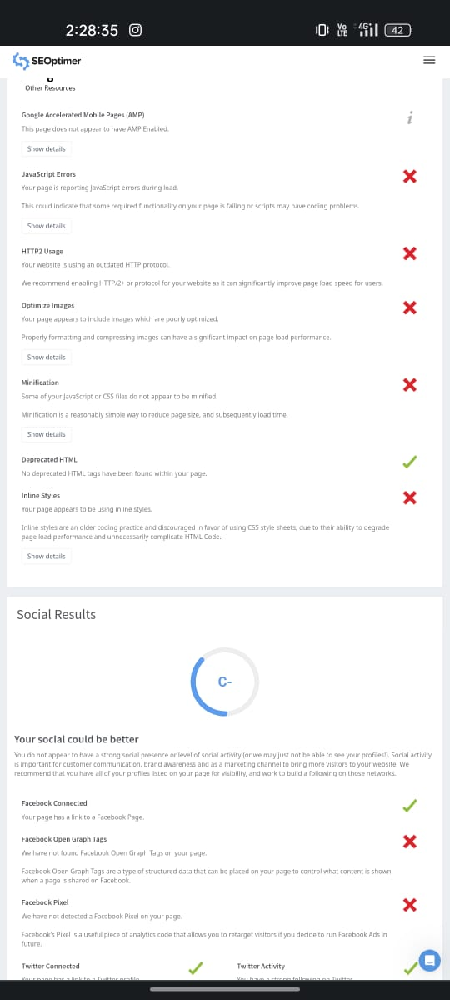 2:28:35
Vo LTE 4G+ 42
SEOptimer
Other Resources
Google Accelerated Mobile Pages (AMP)
This page does not appear to have AMP Enabled.
Show details
JavaScript Errors
Your page is reporting JavaScript errors during load.
This could indicate that some required functionality on your page is failing or scripts may have coding problems.
Show details
HTTP2 Usage
Your website is using an outdated HTTP protocol.
We recommend enabling HTTP/2+ or protocol for your website as it can significantly improve page load speed for users.
Optimize Images
Your page appears to include images which are poorly optimized.
Properly formatting and compressing images can have a significant impact on page load performance.
Show details
Minification
Some of your JavaScript or CSS files do not appear to be minified.
Minification is a reasonably simple way to reduce page size, and subsequently load time.
Show details
Deprecated HTML
No deprecated HTML tags have been found within your page.
Inline Styles
Your page appears to be using inline styles.
Inline styles are an older coding practice and discouraged in favor of using CSS style sheets, due to their ability to degrade
page load performance and unnecessarily complicate HTML Code.
Show details
Social Results
C-
Your social could be better
You do not appear to have a strong social presence or level of social activity (or we may just not be able to see your profiles!). Social activity
is important for customer communication, brand awareness and as a marketing channel to bring more visitors to your website. We
recommend that you have all of your profiles listed on your page for visibility, and work to build a following on those networks.
Facebook Connected
Your page has a link to a Facebook Page.
Facebook Open Graph Tags
We have not found Facebook Open Graph Tags on your page.
Facebook Open Graph Tags are a type of structured data that can be placed on your page to control what content is shown
when a page is shared on Facebook.
Facebook Pixel
We have not detected a Facebook Pixel on your page.
Facebook's Pixel is a useful piece of analytics code that allows you to retarget visitors if you decide to run Facebook Ads in
future.
Twitter Connected
Twitter Activity
Your page has a link to a Twitter profile.
You have a strong following on Twitter.